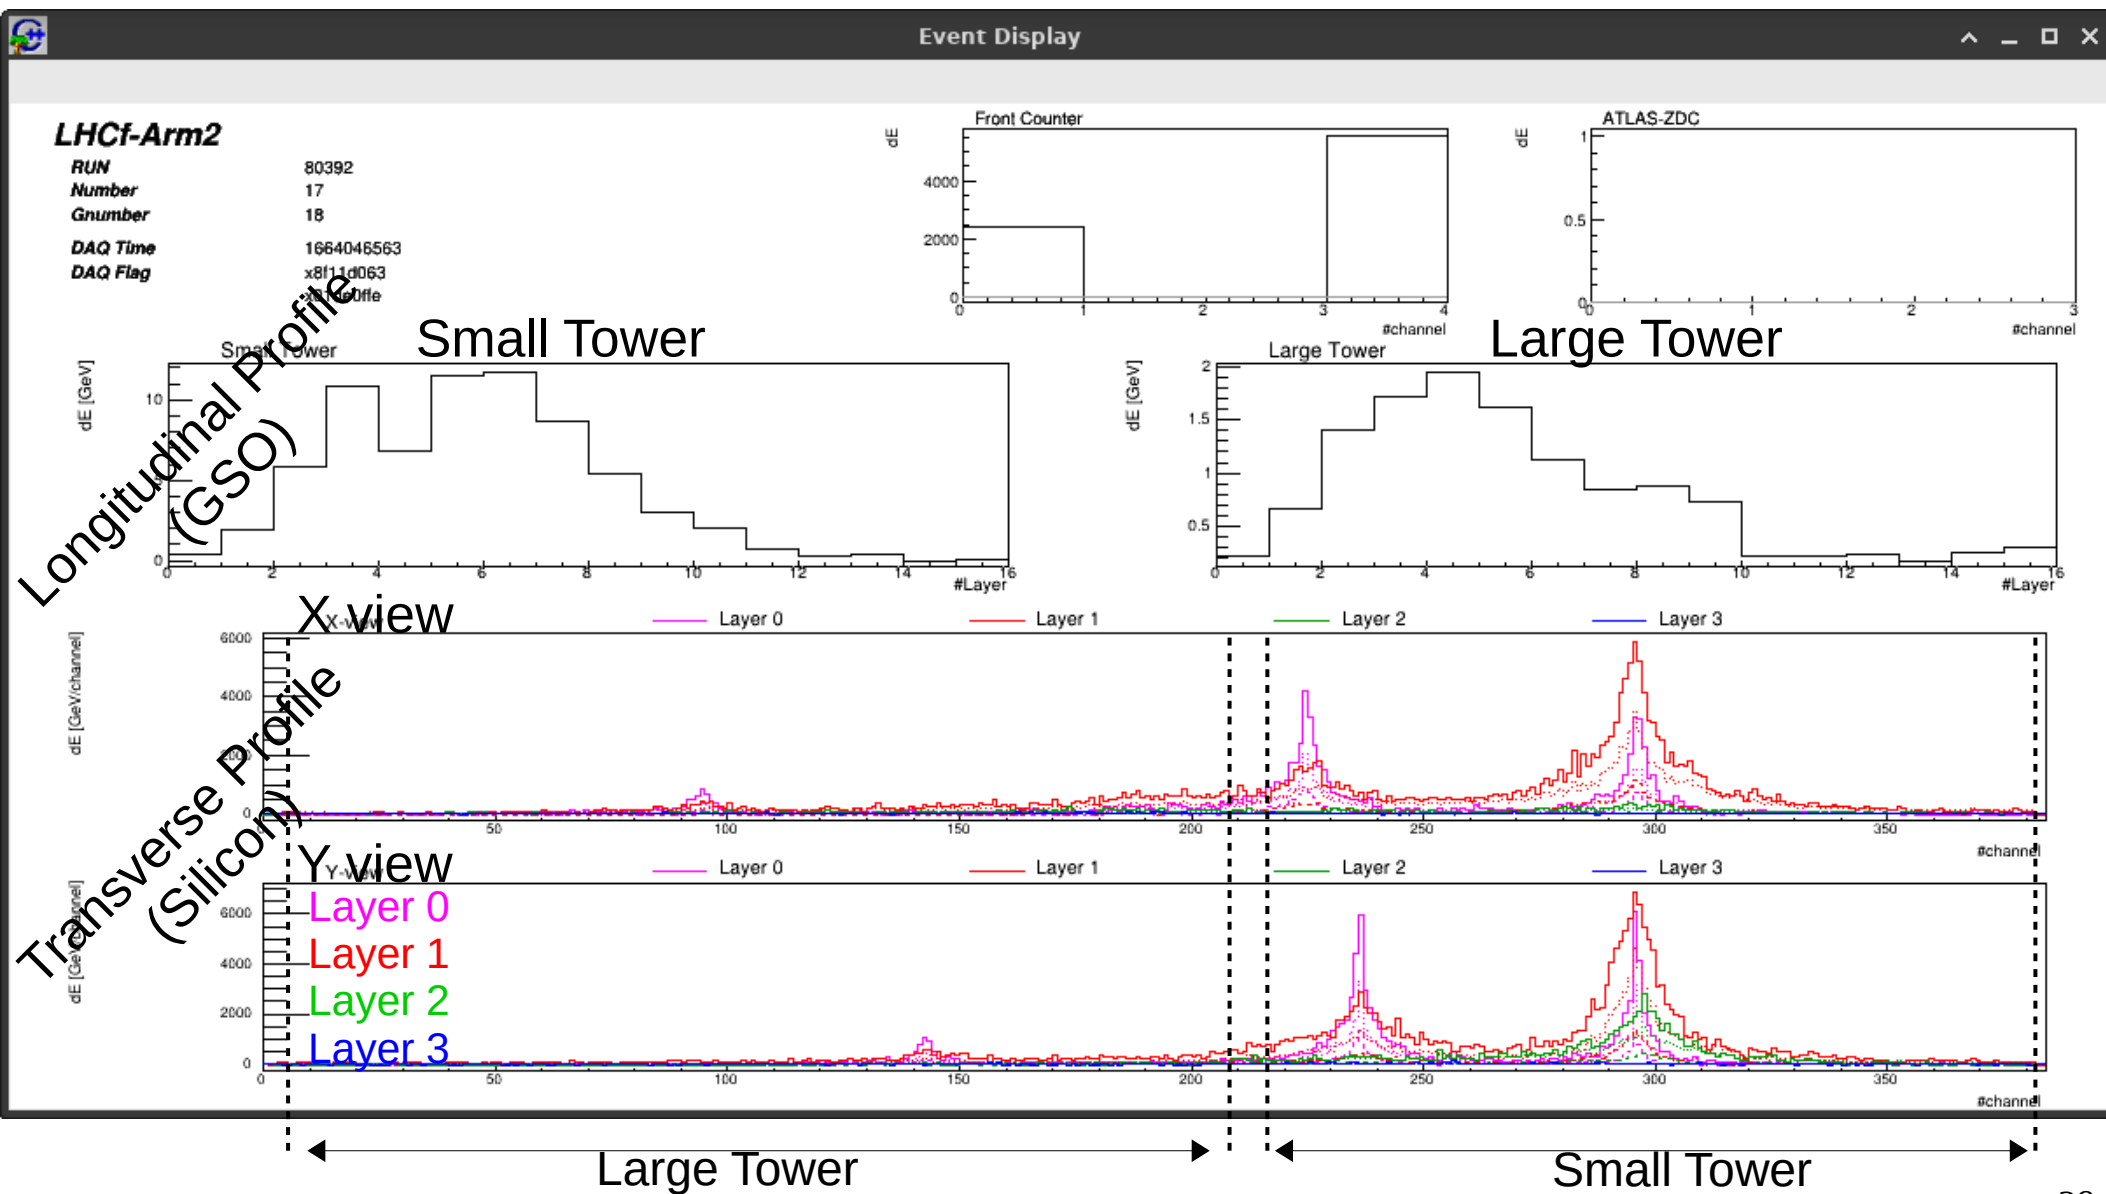 Event Display
LHCf-Arm2
RUN 80392
Number 17
Gnumber 18
DAQ Time 1664046563
DAQ Flag x8f11d063
Front Counter
dE
4000
2000
0
0 1 2 3 4
#channel
ATLAS-ZDC
dE
1
0.5
0
0 1 2 3
#channel
Longitudinal Profile
(GSO)
Small Tower
Small Tower
dE [GeV]
10
0
0 2 4 6 8 10 12 14 16
#Layer
Large Tower
Large Tower
dE [GeV]
2
1.5
1
0.5
0 2 4 6 8 10 12 14 16
#Layer
Transverse Profile
(Silicon)
X view
X-view
Layer 0 Layer 1 Layer 2 Layer 3
dE [GeV/channel]
6000
4000
2000
0
0 50 100 150 200 250 300 350
#channel
Y view
Y-view
Layer 0 Layer 1 Layer 2 Layer 3
dE [GeV/channel]
6000
4000
2000
0
Layer 0
Layer 1
Layer 2
Layer 3
0 50 100 150 200 250 300 350
#channel
Large Tower
Small Tower